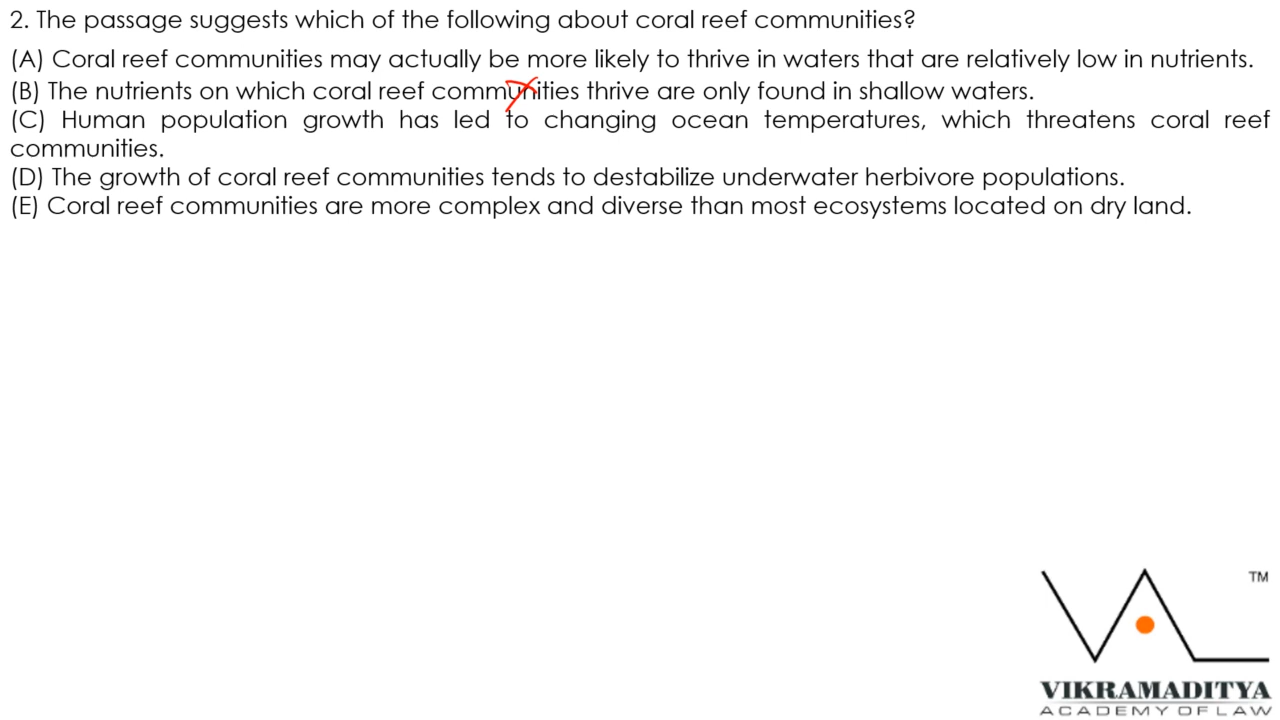 2. The passage suggests which of the following about coral reef communities?
(A) Coral reef communities may actually be more likely to thrive in waters that are relatively low in nutrients.
(B) The nutrients on which coral reef communities thrive are only found in shallow waters.
(C) Human population growth has led to changing ocean temperatures, which threatens coral reef
communities.
(D) The growth of coral reef communities tends to destabilize underwater herbivore populations.
(E) Coral reef communities are more complex and diverse than most ecosystems located on dry land.
TM
VIKRAMADITYA
ACADEMY OF LAW